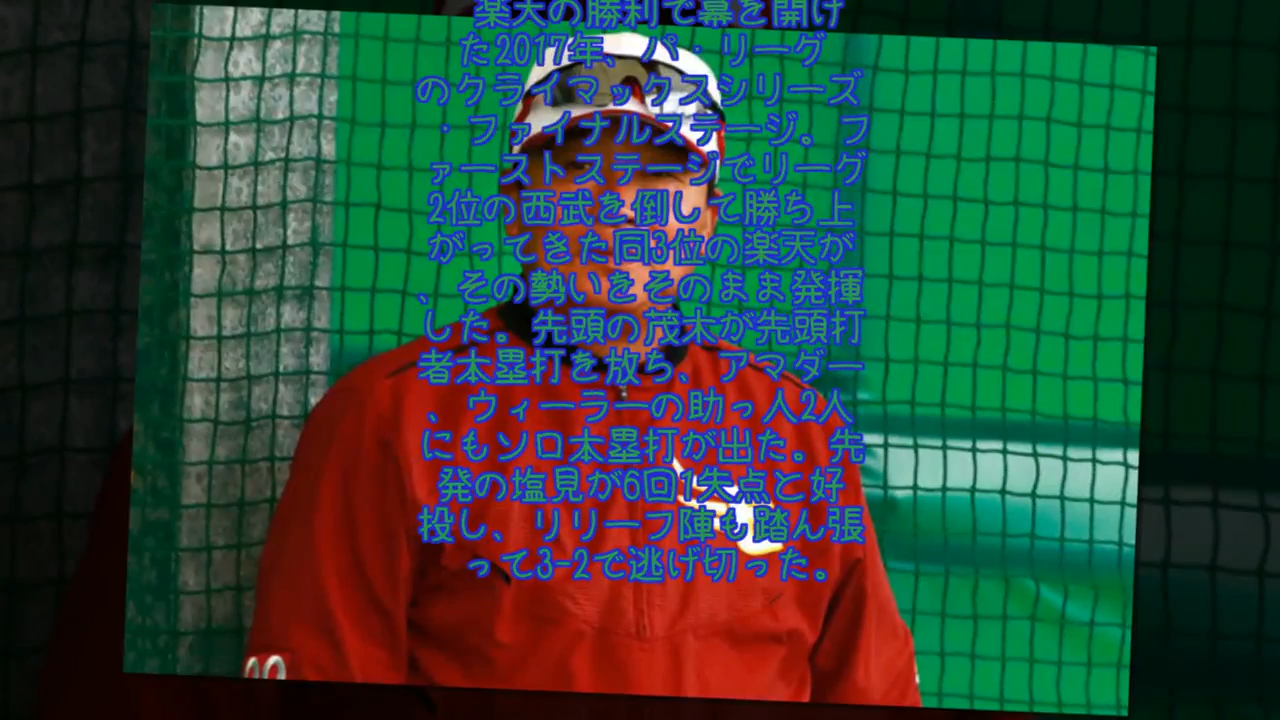 楽天の勝利で幕を開け
た2017年、パ・リーグ
のクライマックスシリーズ
・ファイナルステージ。フ
ァーストステージでリーグ
2位の西武を倒して勝ち上
がってきた同3位の楽天が
、その勢いをそのまま発揮
した。先頭の茂木が先頭打
者本塁打を放ち、アマダー
、ウィーラーの助っ人2人
にもソロ本塁打が出た。先
発の塩見が6回1失点と好
投し、リリーフ陣も踏ん張
って3-2で逃げ切った。